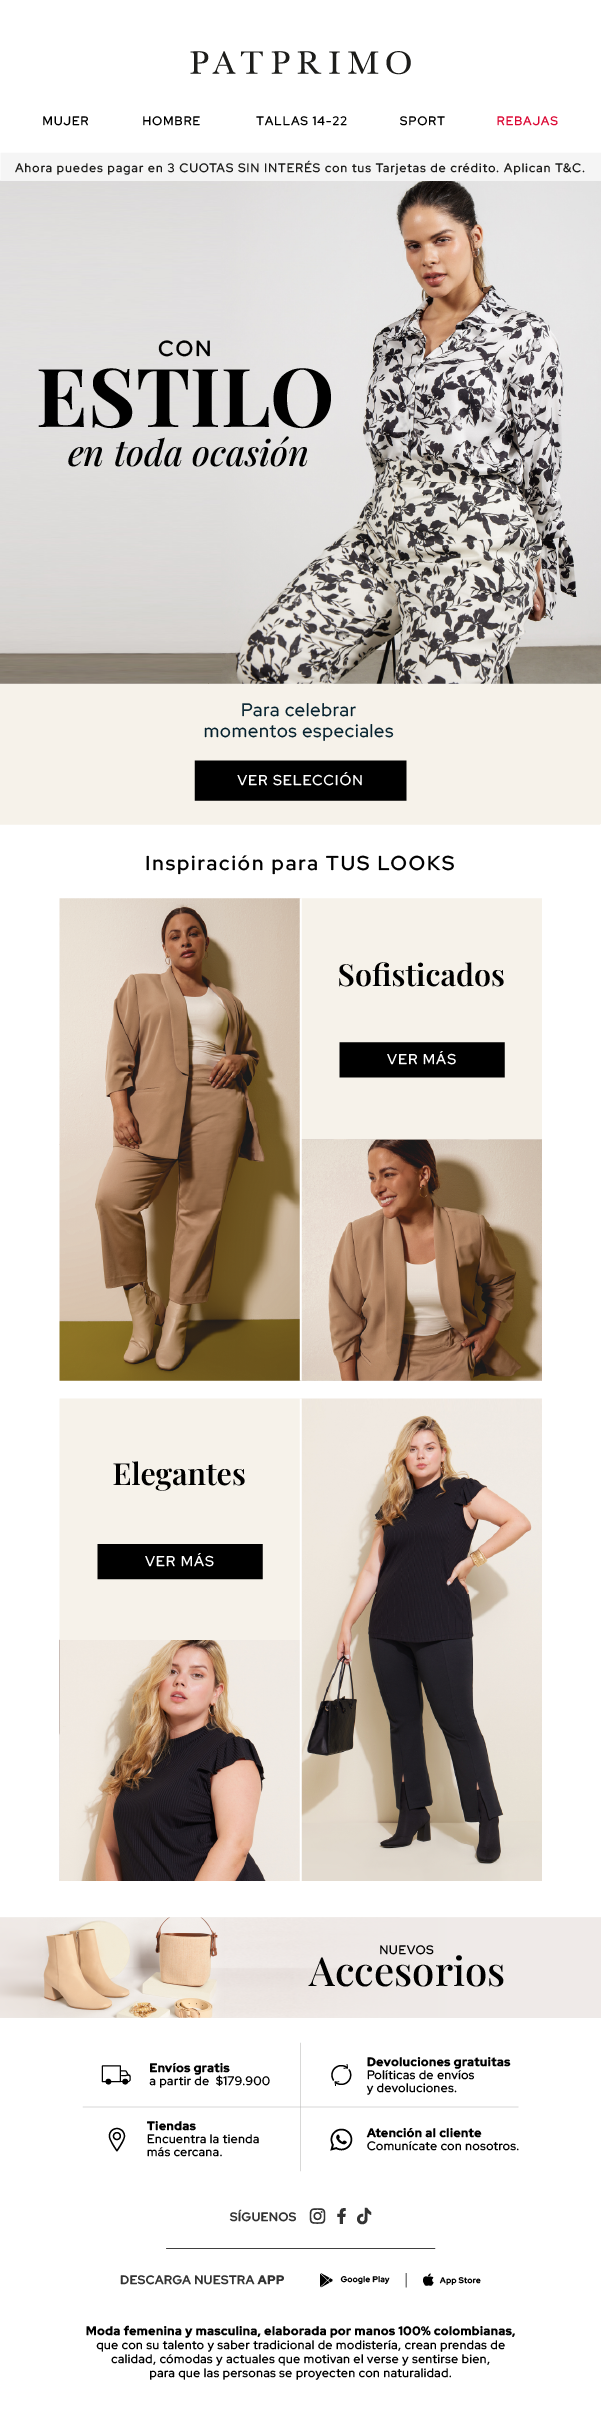 PATPRIMO
MUJER HOMBRE TALLAS 14-22 SPORT REBAJAS
Ahora puedes pagar en 3 CUOTAS SIN INTERÉS con tus Tarjetas de crédito. Aplican T&C.
CON
ESTILO
en toda ocasión
Para celebrar
momentos especiales
VER SELECCIÓN
Inspiración para TUS LOOKS
Sofisticados
VER MÁS
Elegantes
VER MÁS
NUEVOS
Accesorios
Envíos gratis
a partir de $179.900
Devoluciones gratuitas
Políticas de envíos
y devoluciones.
Tiendas
Encuentra la tienda
más cercana.
Atención al cliente
Comunícate con nosotros.
SÍGUENOS
DESCARGA NUESTRA APP Google Play | App Store
Moda femenina y masculina, elaborada por manos 100% colombianas,
que con su talento y saber tradicional de modistería, crean prendas de
calidad, cómodas y actuales que motivan el verse y sentirse bien,
para que las personas se proyecten con naturalidad.